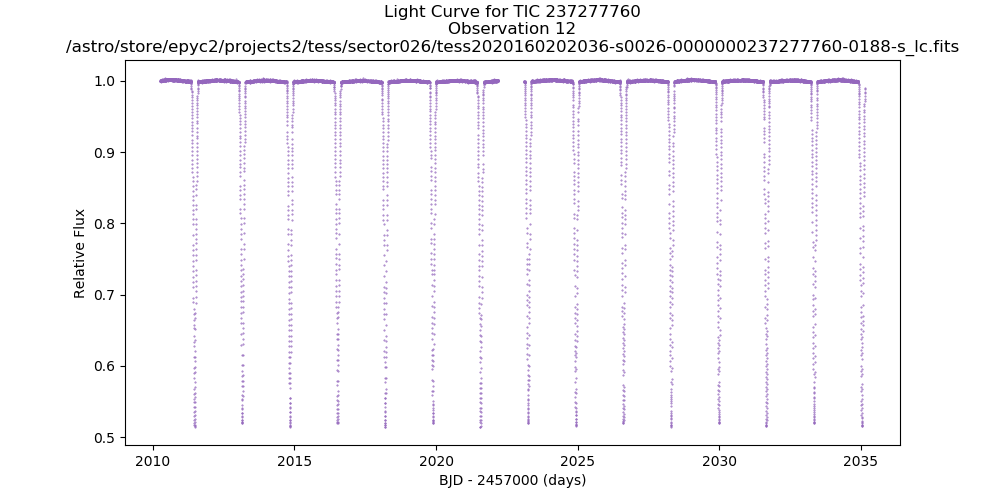 Light Curve for TIC 237277760
Observation 12
/astro/store/epyc2/projects2/tess/sector026/tess2020160202036-s0026-0000000237277760-0188-s_lc.fits
1.0
0.9
0.8
0.7
0.6
0.5
Relative Flux
2010
2015
2020
2025
2030
2035
BJD - 2457000 (days)